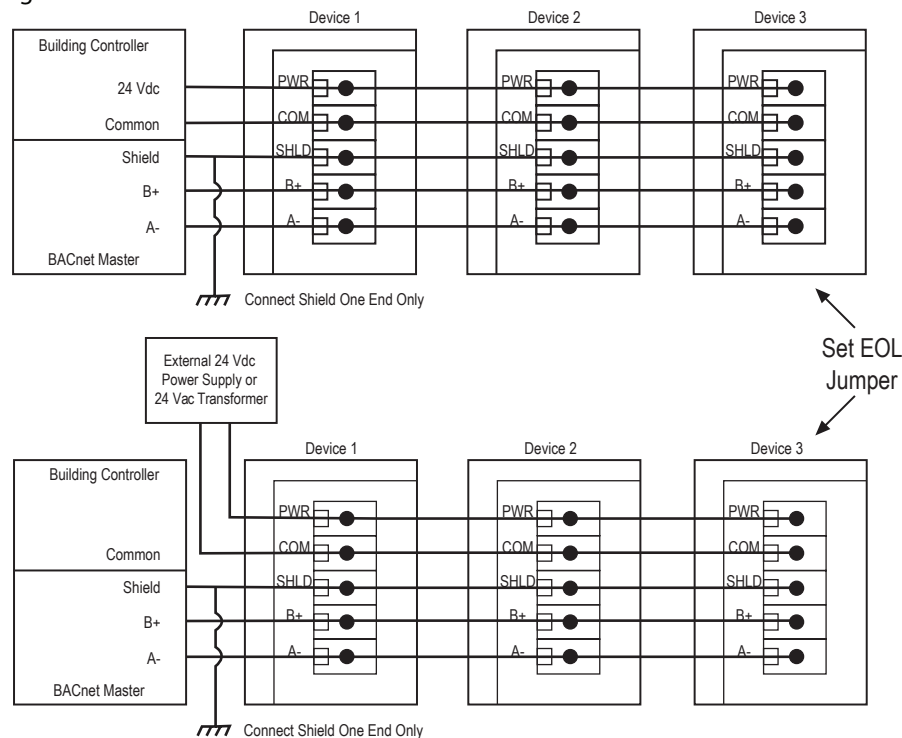 Device 1
Device 2
Device 3
Building Controller
24 Vdc
Common
Shield
B+
A-
BACnet Master
PWR
COM
SHLD
B+
A-
PWR
COM
SHLD
B+
A-
PWR
COM
SHLD
B+
A-
Connect Shield One End Only
Set EOL
Jumper
External 24 Vdc
Power Supply or
24 Vac Transformer
Device 1
Device 2
Device 3
Building Controller
Common
Shield
B+
A-
BACnet Master
PWR
COM
SHLD
B+
A-
PWR
COM
SHLD
B+
A-
PWR
COM
SHLD
B+
A-
Connect Shield One End Only